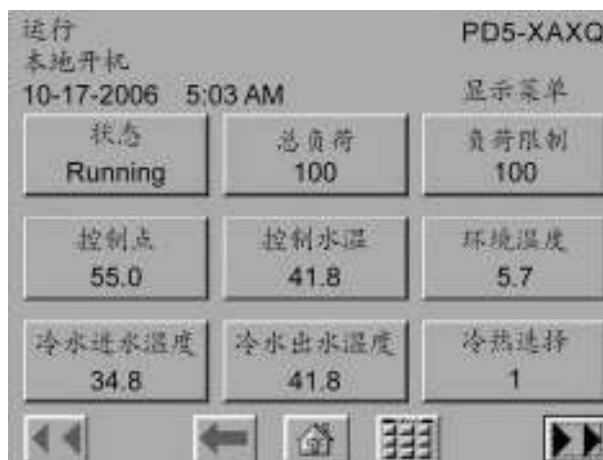 运行
PD5-XAXQ
本地开机
10-17-2006 5:03 AM
显示菜单
状态
Running
总负荷
100
负荷限制
100
控制点
55.0
控制水温
41.8
环境温度
5.7
冷水进水温度
34.8
冷水出水温度
41.8
冷热选择
1